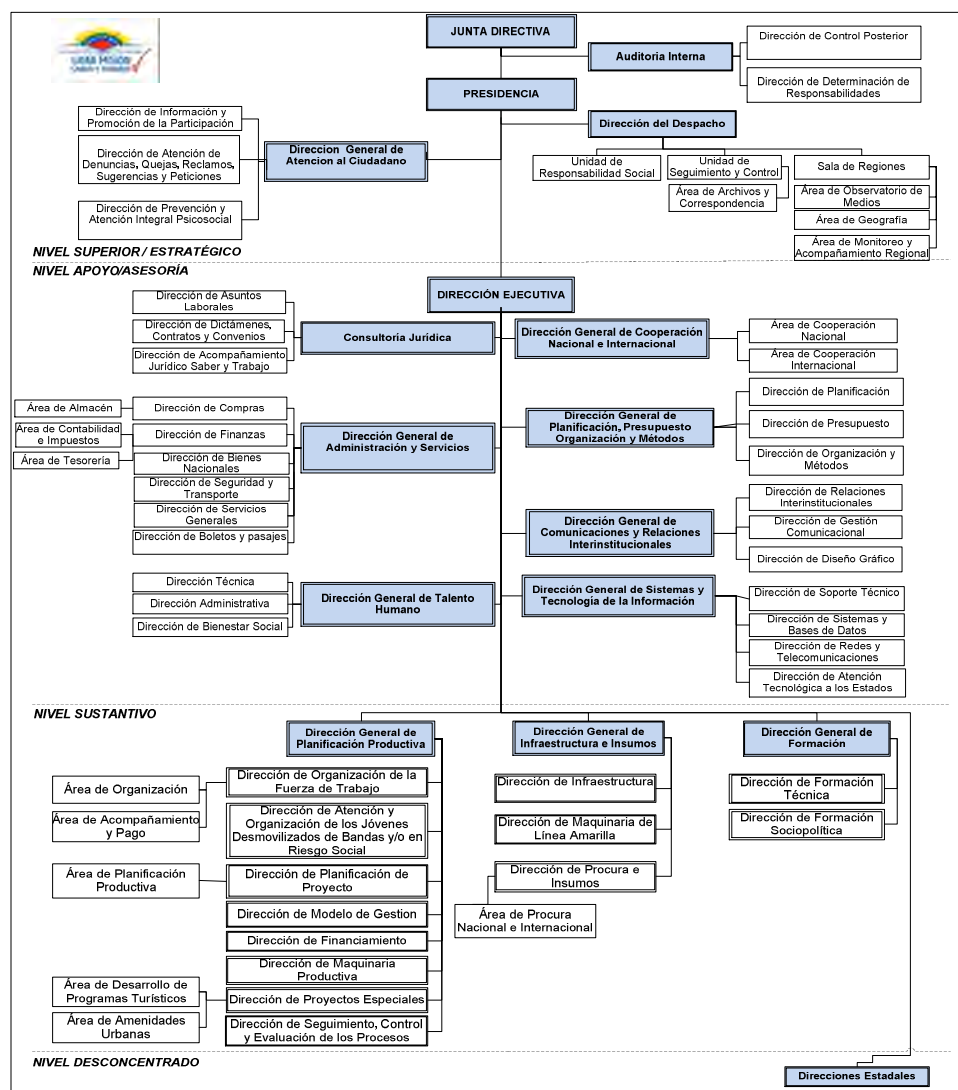 JUNTA DIRECTIVA
Auditoria Interna
Dirección de Control Posterior
Dirección de Determinación de
Responsabilidades
PRESIDENCIA
Dirección del Despacho
Dirección de Información y
Promoción de la Participación
Dirección de Atención de
Denuncias, Quejas, Reclamos,
Sugerencias y Peticiones
Dirección de Prevención y
Atención Integral Psicosocial
Direccion General de
Atencion al Ciudadano
Unidad de
Responsabilidad Social
Unidad de
Seguimiento y Control
Área de Archivos y
Correspondencia
Sala de Regiones
Área de Observatorio de
Medios
Área de Geografía
Área de Monitoreo y
Acompañamiento Regional
NIVEL SUPERIOR / ESTRATÉGICO
NIVEL APOYO/ASESORÍA
DIRECCIÓN EJECUTIVA
Dirección de Asuntos
Laborales
Dirección de Dictámenes,
Contratos y Convenios
Dirección de Acompañamiento
Jurídico Saber y Trabajo
Consultoría Jurídica
Dirección General de Cooperación
Nacional e Internacional
Área de Cooperación
Nacional
Área de Cooperación
Internacional
Área de Almacén
Área de Contabilidad
e Impuestos
Área de Tesorería
Dirección de Compras
Dirección de Finanzas
Dirección de Bienes
Nacionales
Dirección de Seguridad y
Transporte
Dirección de Servicios
Generales
Dirección de Boletos y pasajes
Dirección General de
Administración y Servicios
Dirección General de
Planificación, Presupuesto
Organización y Métodos
Dirección de Planificación
Dirección de Presupuesto
Dirección de Organización y
Métodos
Dirección General de
Comunicaciones y Relaciones
Interinstitucionales
Dirección de Relaciones
Interinstitucionales
Dirección de Gestión
Comunicacional
Dirección de Diseño Gráfico
Dirección Técnica
Dirección Administrativa
Dirección de Bienestar Social
Dirección General de Talento
Humano
Dirección General de Sistemas y
Tecnología de la Información
Dirección de Soporte Técnico
Dirección de Sistemas y
Bases de Datos
Dirección de Redes y
Telecomunicaciones
Dirección de Atención
Tecnológica a los Estados
NIVEL SUSTANTIVO
Dirección General de
Planificación Productiva
Dirección General de
Infraestructura e Insumos
Dirección General de
Formación
Área de Organización
Área de Acompañamiento
y Pago
Área de Planificación
Productiva
Área de Desarrollo de
Programas Turísticos
Área de Amenidades
Urbanas
Dirección de Organización de la
Fuerza de Trabajo
Dirección de Atención y
Organización de los Jóvenes
Desmovilizados de Bandas y/o en
Riesgo Social
Dirección de Planificación de
Proyecto
Dirección de Modelo de Gestion
Dirección de Financiamiento
Dirección de Maquinaria
Productiva
Dirección de Proyectos Especiales
Dirección de Seguimiento, Control
y Evaluación de los Procesos
Dirección de Infraestructura
Dirección de Maquinaria de
Línea Amarilla
Dirección de Procura e
Insumos
Área de Procura
Nacional e Internacional
Dirección de Formación
Técnica
Dirección de Formación
Sociopolítica
NIVEL DESCONCENTRADO
Direcciones Estadales